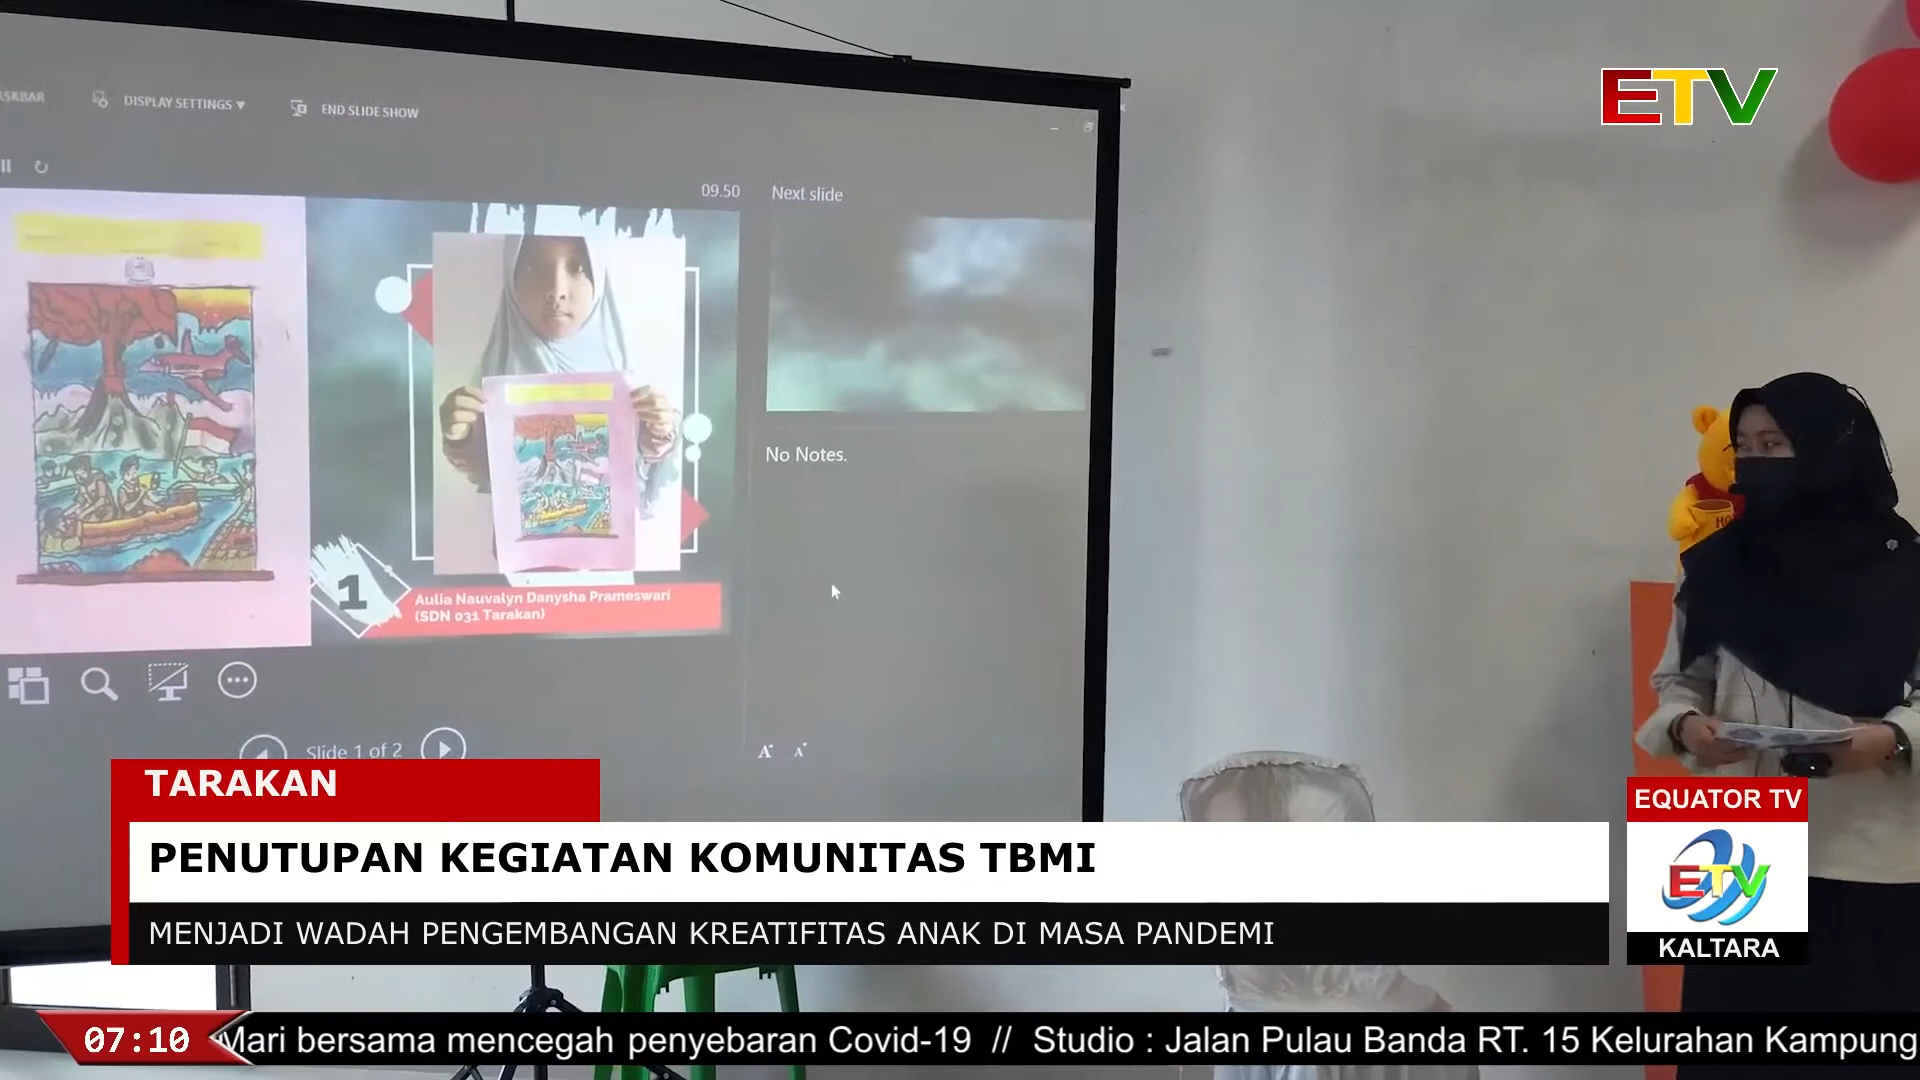 ETV
SKBAR
DISPLAY SETTINGS ▼
END SLIDE SHOW
09.50
Next slide
No Notes.
1
Aulia Nauvalyn Danysha Prameswari
(SDN 031 Tarakan)
Slide 1 of 2
A A
HO
TARAKAN
PENUTUPAN KEGIATAN KOMUNITAS TBMI
MENJADI WADAH PENGEMBANGAN KREATIFITAS ANAK DI MASA PANDEMI
EQUATOR TV
ETV
KALTARA
07:10
Mari bersama mencegah penyebaran Covid-19 // Studio : Jalan Pulau Banda RT. 15 Kelurahan Kampung